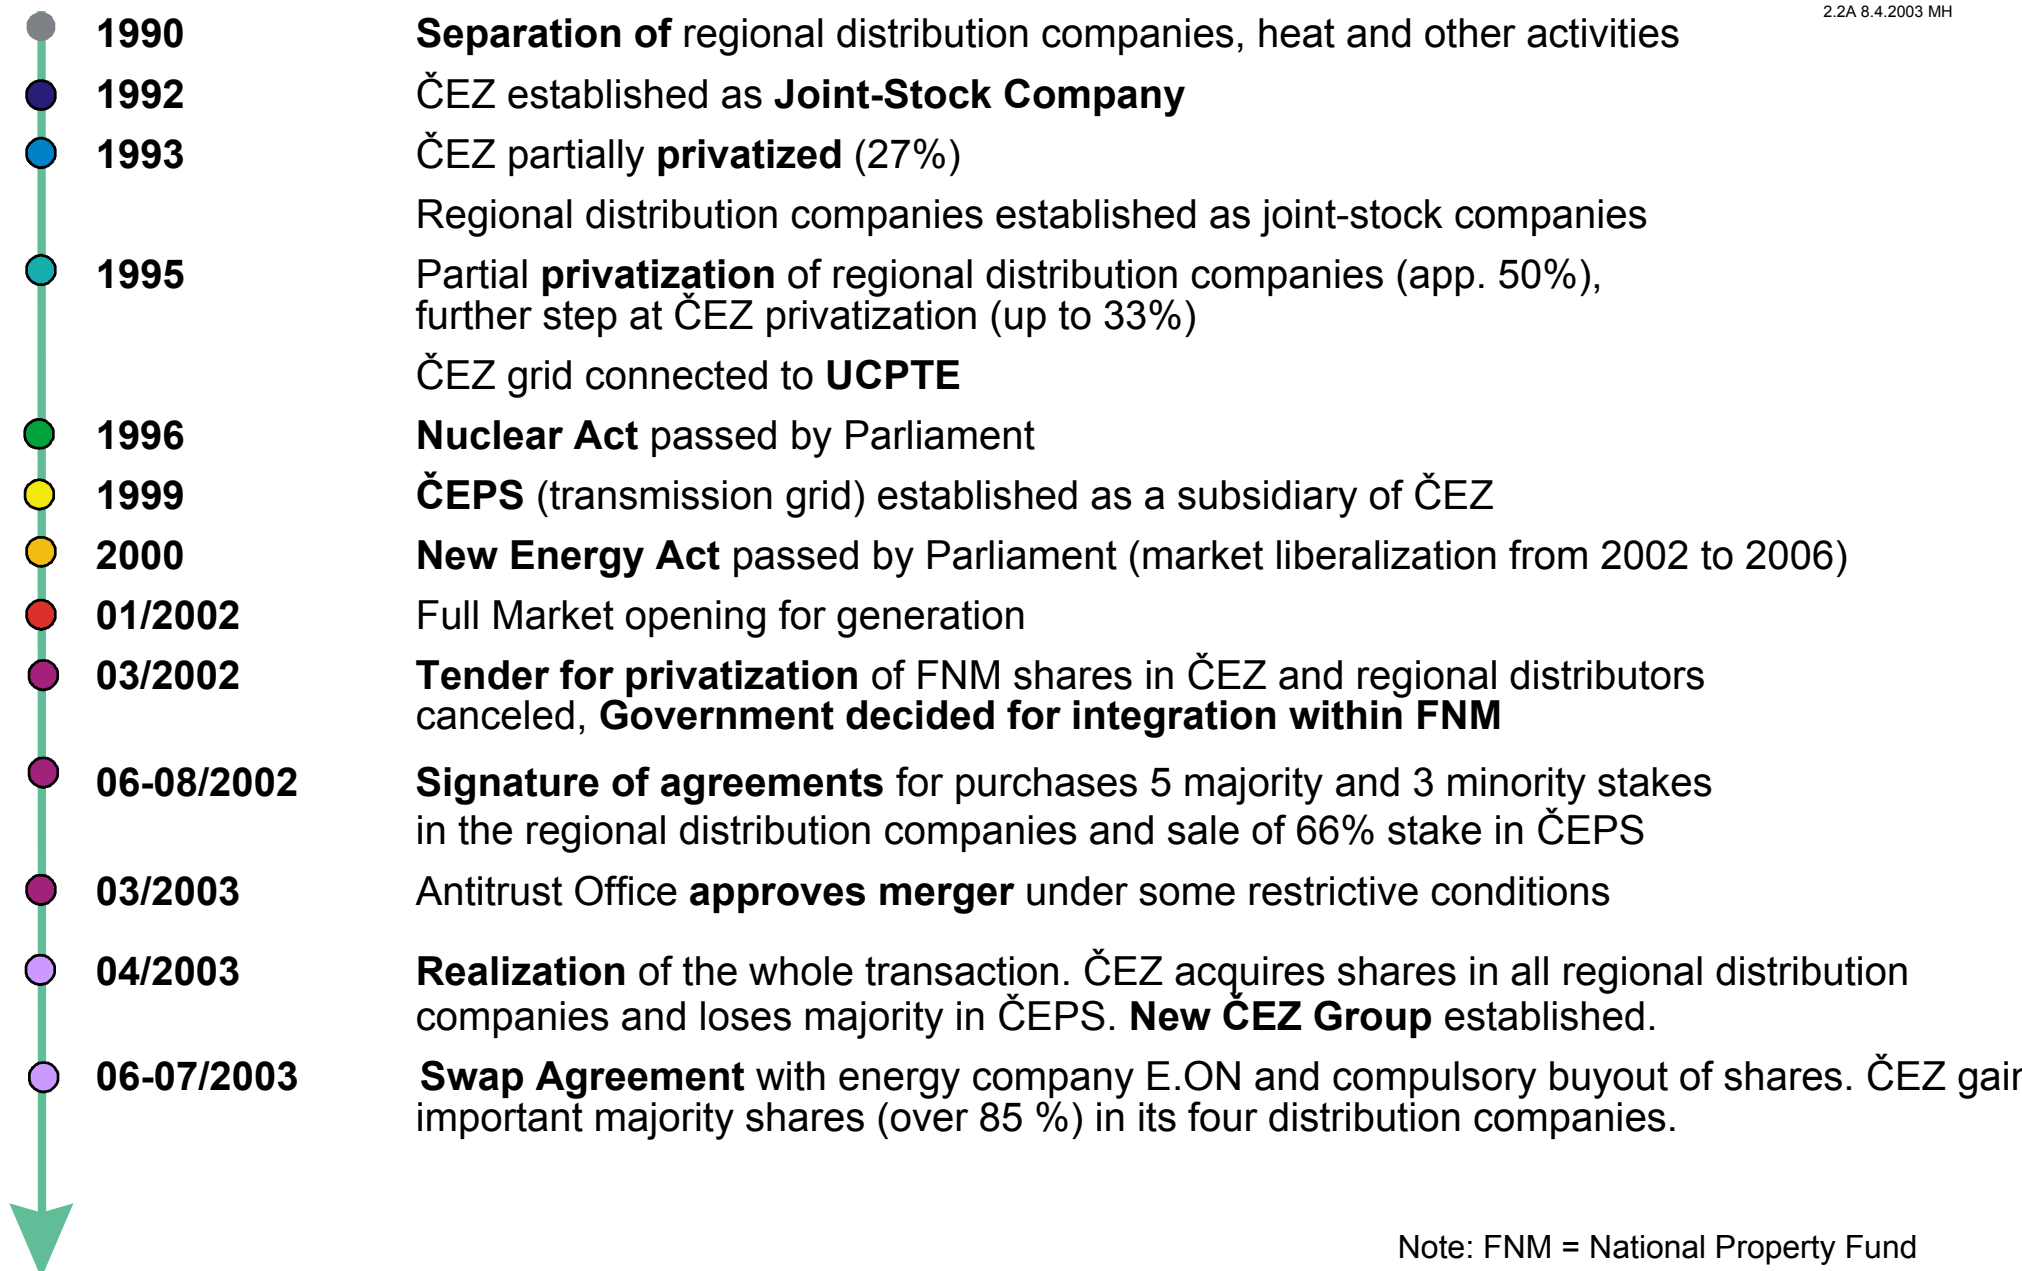 2.2A 8.4.2003 MH
1990 Separation of regional distribution companies, heat and other activities
1992 ČEZ established as Joint-Stock Company
1993 ČEZ partially privatized (27%)
Regional distribution companies established as joint-stock companies
1995 Partial privatization of regional distribution companies (app. 50%),
further step at ČEZ privatization (up to 33%)
ČEZ grid connected to UCPTE
1996 Nuclear Act passed by Parliament
1999 ČEPS (transmission grid) established as a subsidiary of ČEZ
2000 New Energy Act passed by Parliament (market liberalization from 2002 to 2006)
01/2002 Full Market opening for generation
03/2002 Tender for privatization of FNM shares in ČEZ and regional distributors
canceled, Government decided for integration within FNM
06-08/2002 Signature of agreements for purchases 5 majority and 3 minority stakes
in the regional distribution companies and sale of 66% stake in ČEPS
03/2003 Antitrust Office approves merger under some restrictive conditions
04/2003 Realization of the whole transaction. ČEZ acquires shares in all regional distribution
companies and loses majority in ČEPS. New ČEZ Group established.
06-07/2003 Swap Agreement with energy company E.ON and compulsory buyout of shares. ČEZ
important majority shares (over 85 %) in its four distribution companies.
Note: FNM = National Property Fund